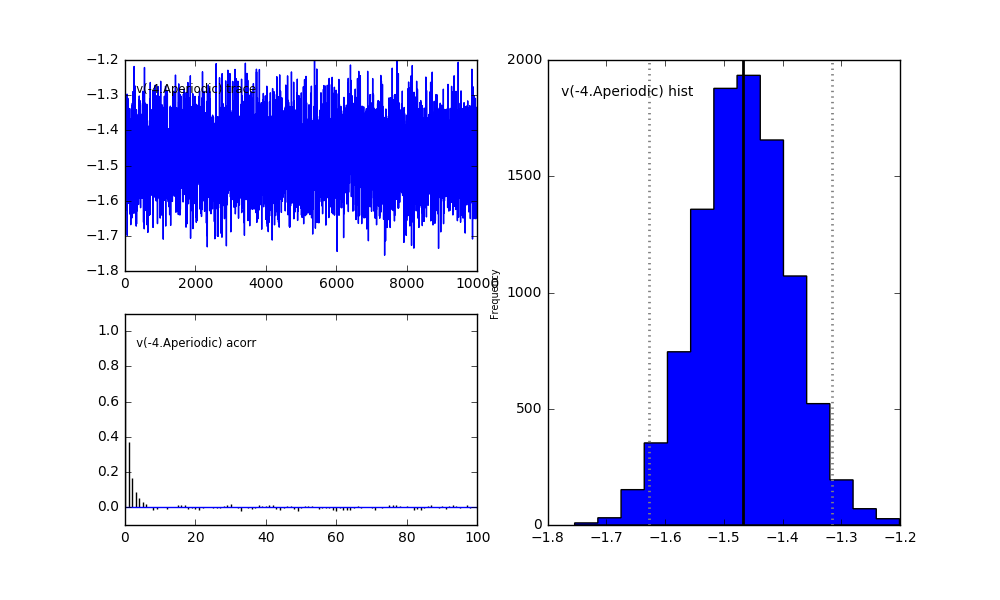 −1.2
−1.3
−1.4
−1.5
−1.6
−1.7
−1.8
v(-4.Aperiodic) trace
0 2000 4000 6000 8000 10000
1.0
0.8
0.6
0.4
0.2
0.0
v(-4.Aperiodic) acorr
0 20 40 60 80 100
Frequency
2000
1500
1000
500
0
v(-4.Aperiodic) hist
−1.8 −1.7 −1.6 −1.5 −1.4 −1.3 −1.2